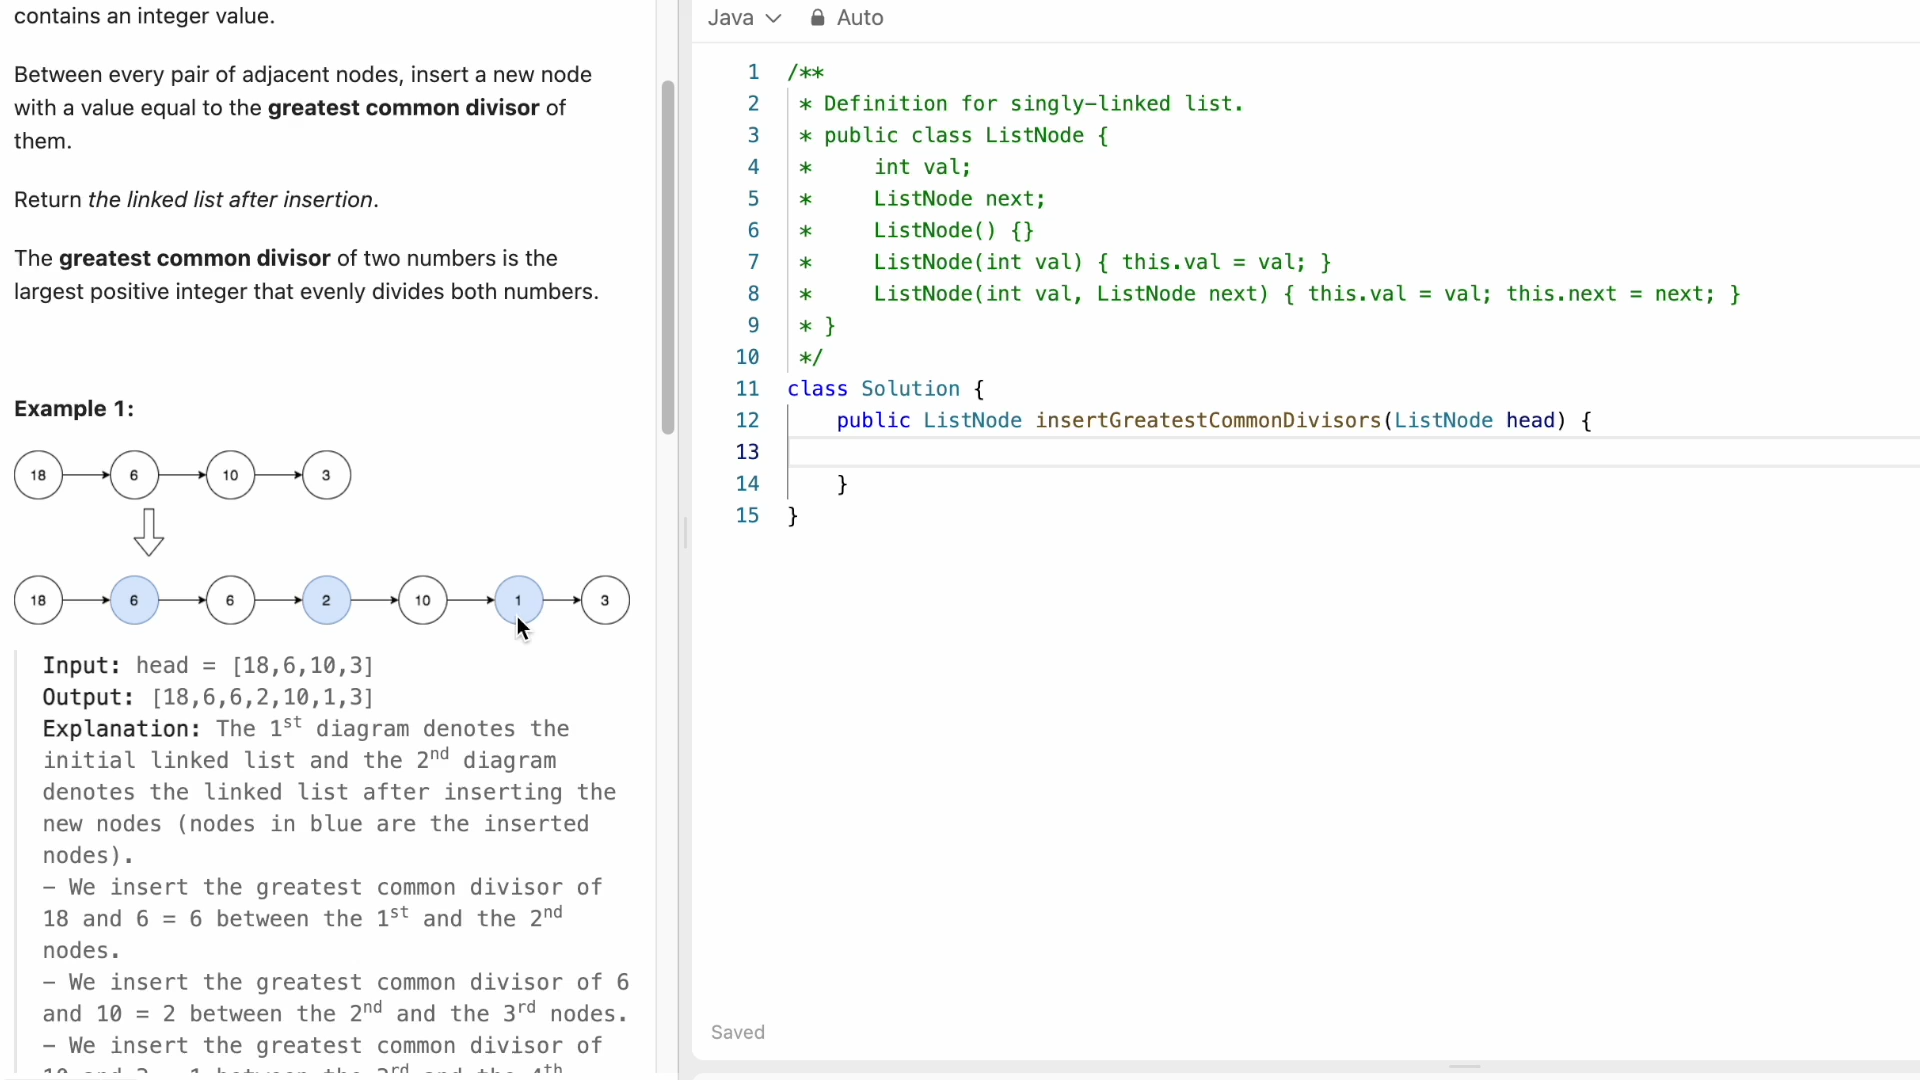 contains an integer value.
Between every pair of adjacent nodes, insert a new node
with a value equal to the greatest common divisor of
them.
Return the linked list after insertion.
The greatest common divisor of two numbers is the
largest positive integer that evenly divides both numbers.
Example 1:
18 6 10 3
18 6 6 2 10 1 3
Input: head = [18,6,10,3]
Output: [18,6,6,2,10,1,3]
Explanation: The 1st diagram denotes the
initial linked list and the 2nd diagram
denotes the linked list after inserting the
new nodes (nodes in blue are the inserted
nodes).
- We insert the greatest common divisor of
18 and 6 = 6 between the 1st and the 2nd
nodes.
- We insert the greatest common divisor of 6
and 10 = 2 between the 2nd and the 3rd nodes.
- We insert the greatest common divisor of
Java Auto
1 /**
2 * Definition for singly-linked list.
3 * public class ListNode {
4 *     int val;
5 *     ListNode next;
6 *     ListNode() {}
7 *     ListNode(int val) { this.val = val; }
8 *     ListNode(int val, ListNode next) { this.val = val; this.next = next; }
9 * }
10 */
11 class Solution {
12     public ListNode insertGreatestCommonDivisors(ListNode head) {
13
14     }
15 }
Saved